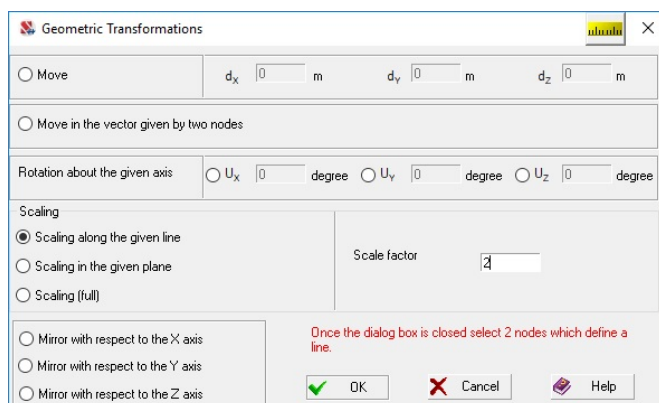 Geometric Transformations
Move dX 0 m dY 0 m dZ 0 m
Move in the vector given by two nodes
Rotation about the given axis UX 0 degree UY 0 degree UZ 0 degree
Scaling
Scaling along the given line
Scaling in the given plane
Scaling (full)
Scale factor 2
Mirror with respect to the X axis
Mirror with respect to the Y axis
Mirror with respect to the Z axis
Once the dialog box is closed select 2 nodes which define a
line.
OK Cancel Help